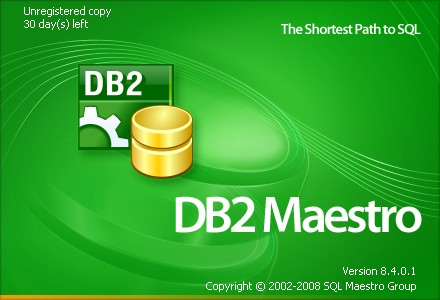 Unregistered copy
30 day(s) left
The Shortest Path to SQL
DB2
DB2 Maestro
Version 8.4.0.1
Copyright © 2002-2008 SQL Maestro Group